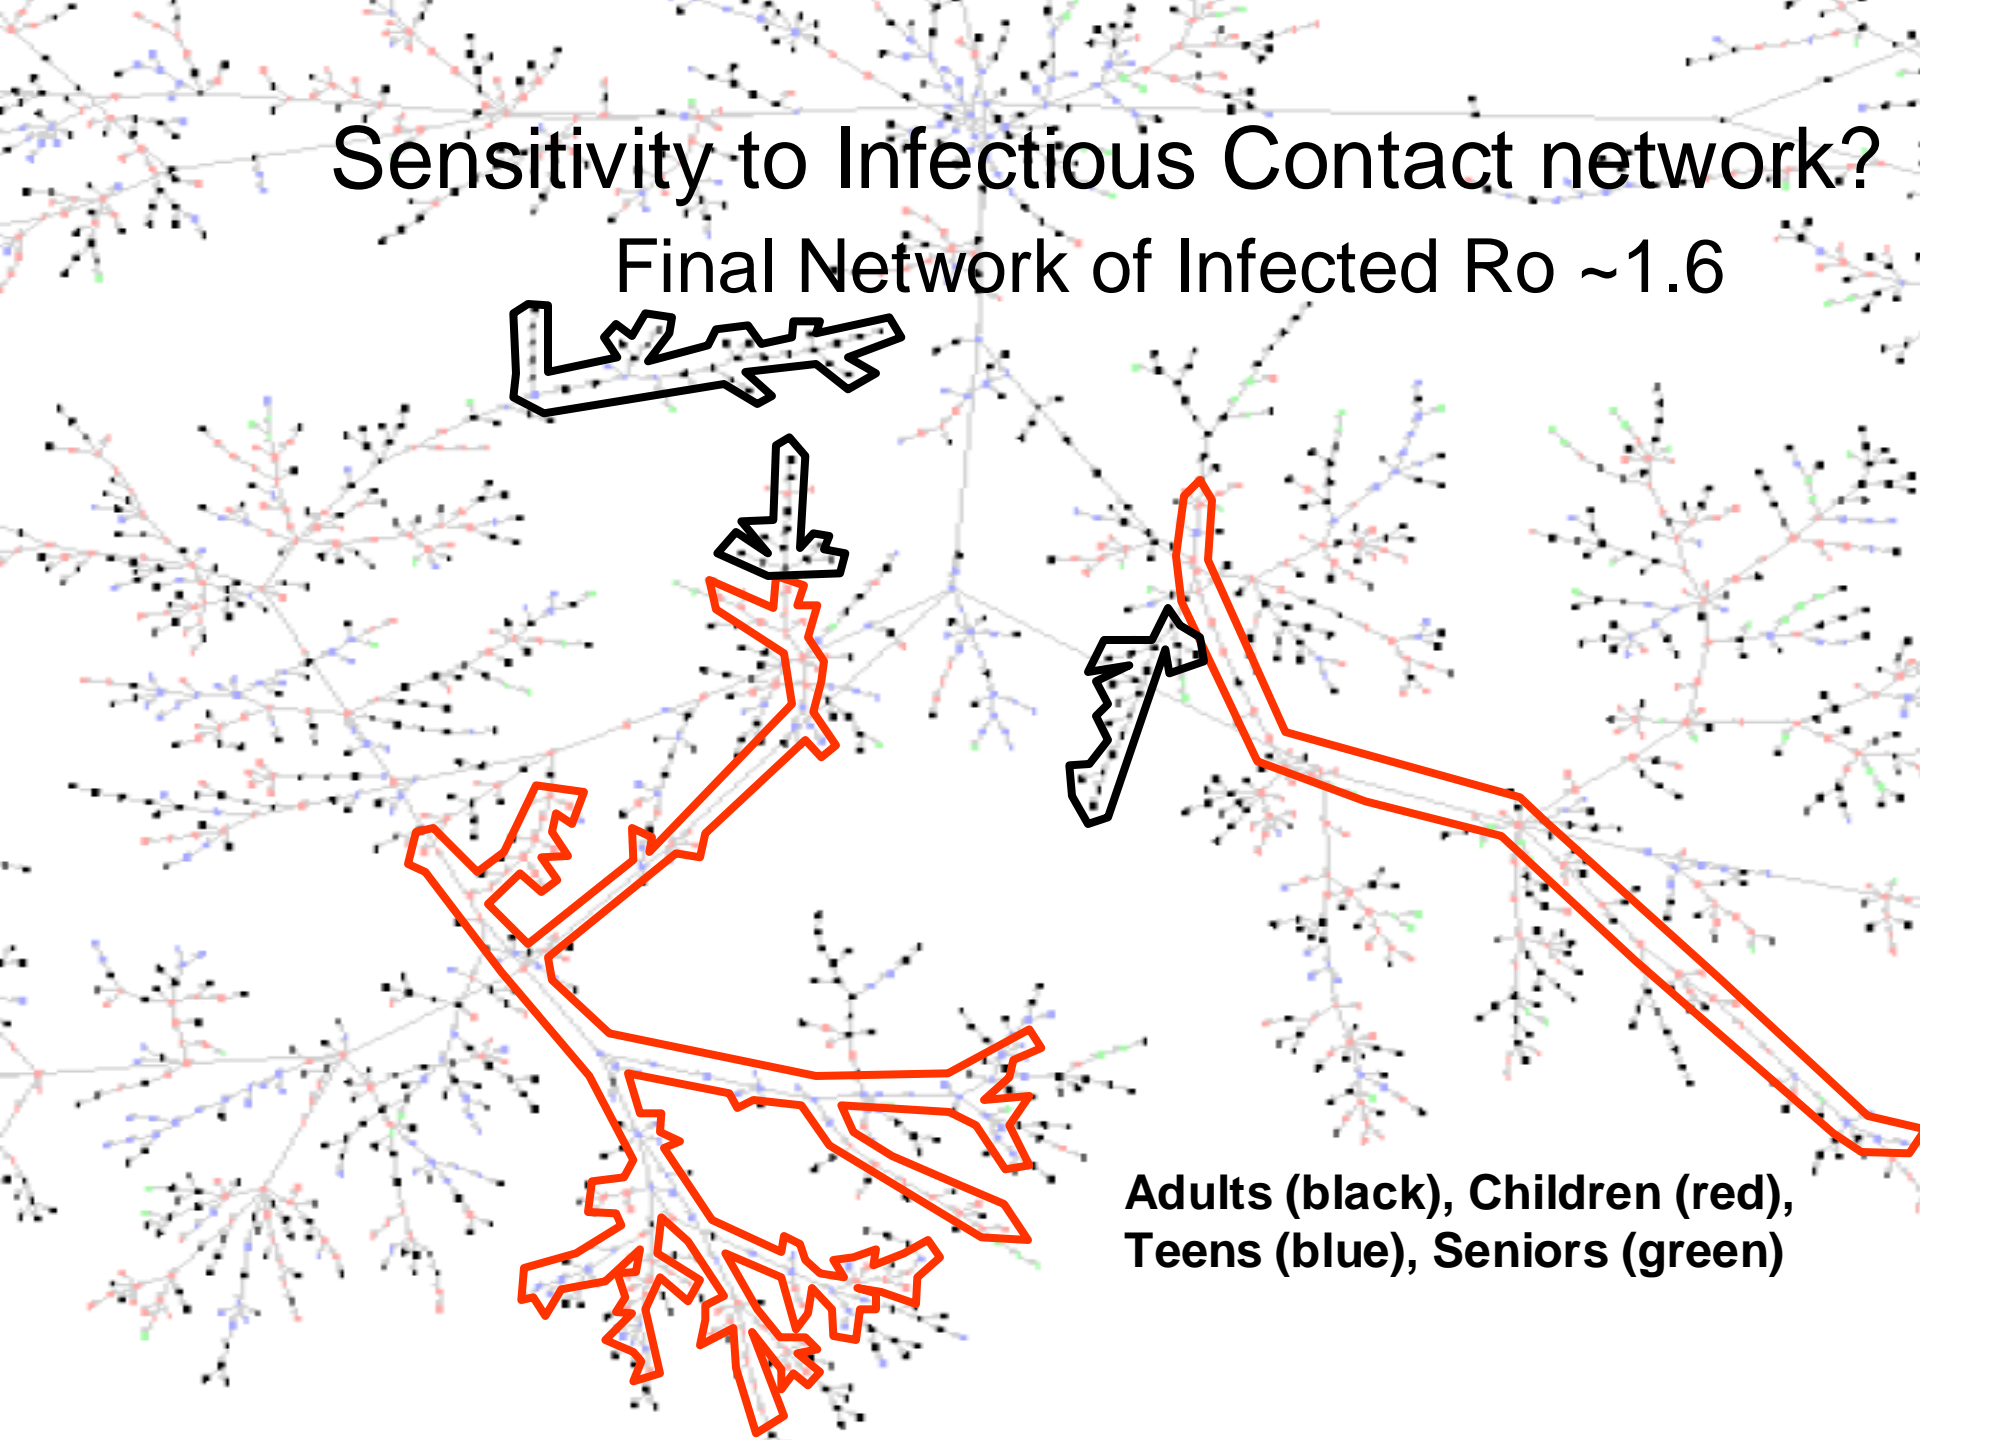 Sensitivity to Infectious Contact network?
Final Network of Infected Ro ~1.6
Adults (black), Children (red),
Teens (blue), Seniors (green)